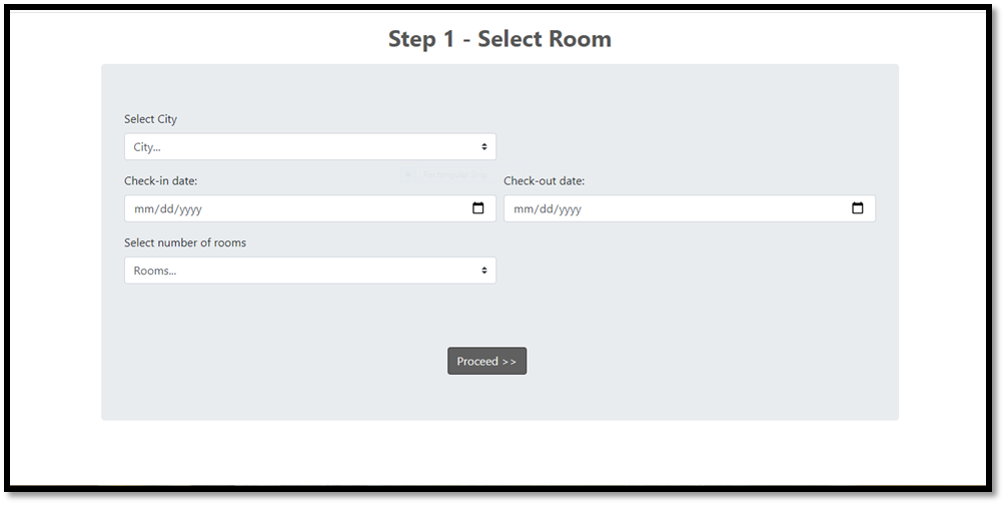 Step 1 - Select Room
Select City
City...
Check-in date:
Check-out date:
mm/dd/yyyy
mm/dd/yyyy
Select number of rooms
Rooms...
Proceed >>